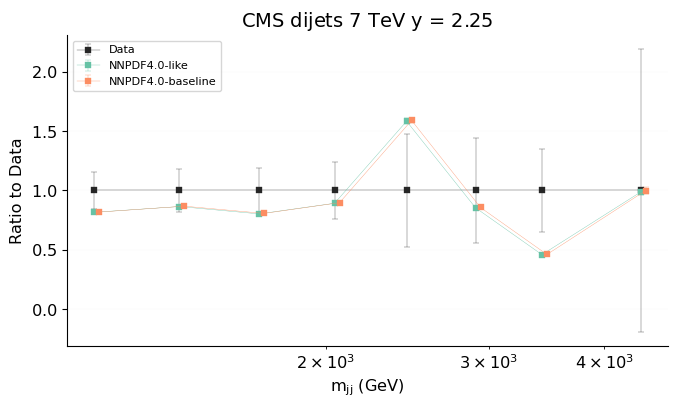 CMS dijets 7 TeV y = 2.25
Data
NNPDF4.0-like
NNPDF4.0-baseline
Ratio to Data
2.0
1.5
1.0
0.5
0.0
2 × 10³
3 × 10³
4 × 10³
m_jj (GeV)